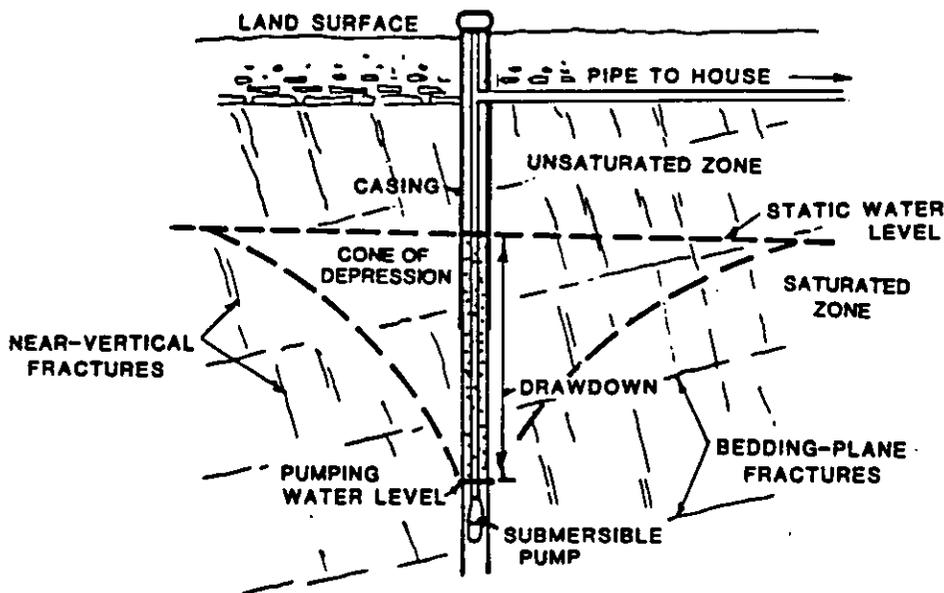 LAND SURFACE
PIPE TO HOUSE
UNSATURATED ZONE
CASING
STATIC WATER
LEVEL
CONE OF
DEPRESSION
SATURATED
ZONE
NEAR-VERTICAL
FRACTURES
DRAWDOWN
BEDDING-PLANE
FRACTURES
PUMPING
WATER LEVEL
SUBMERSIBLE
PUMP